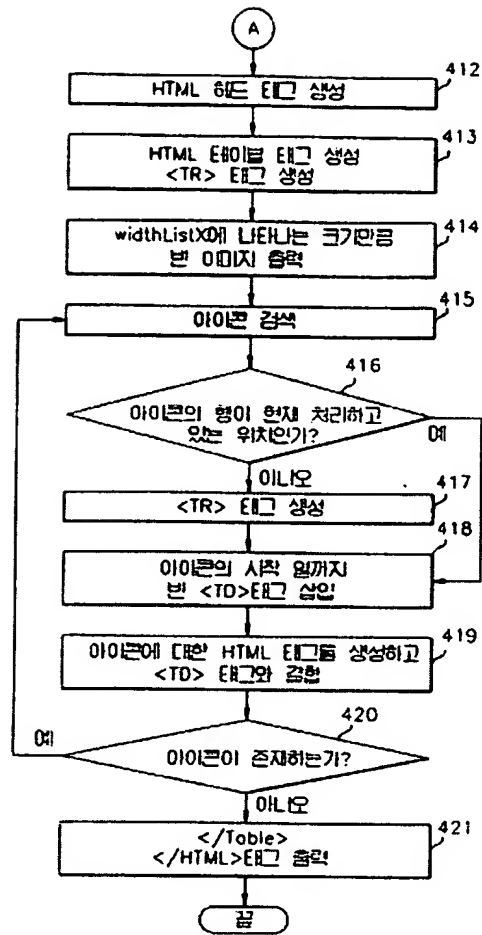 A
412
HTML 헤드 태그 생성
413
HTML 테이블 태그 생성
<TR> 태그 생성
414
widthListX에 나타나는 크기만큼
빈 이미지 출력
415
아이콘 검색
416
아이콘의 행이 현재 처리하고
있는 위치인가?
예
아니오
417
<TR> 태그 생성
418
아이콘의 시작 열까지
빈 <TD>태그 삽입
419
아이콘에 대한 HTML 태그를 생성하고
<TD> 태그와 결합
420
예
아이콘이 존재하는가?
아니오
421
</Table>
</HTML>태그 출력
끝